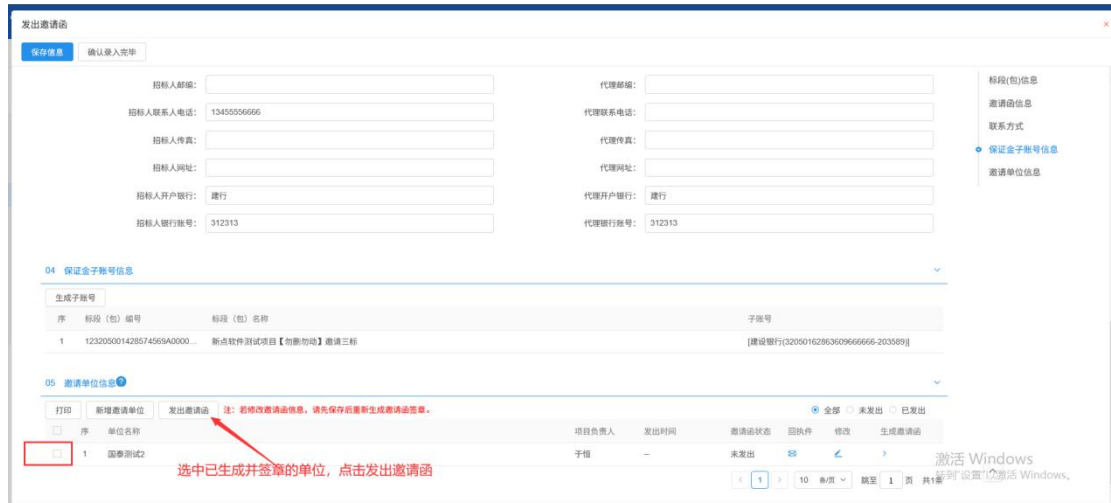 发出邀请函
×
保存信息 确认录入完毕
招标人邮编： 代理邮编：
招标人联系人电话： 13455556666 代理联系电话：
招标人传真： 代理传真：
招标人网址： 代理网址：
招标人开户银行： 建行 代理开户银行： 建行
招标人银行账号： 312313 代理银行账号： 312313
标段(包)信息
邀请函信息
联系方式
保证金子账号信息
邀请单位信息
04 保证金子账号信息
生成子账号
序 标段（包）编号 标段（包）名称 子账号
1 123205001428574569A0000... 新点软件测试项目【勿删勿动】邀请三标 [建设银行(32050162863609666666-203589)]
05 邀请单位信息?
打印 新增邀请单位 发出邀请函 注：若修改邀请函信息，请先保存后重新生成邀请函签章。 全部 未发出 已发出
序 单位名称 项目负责人 发出时间 邀请函状态 回执件 修改 生成邀请函
1 国泰测试2 于恒 -- 未发出
选中已生成并签章的单位，点击发出邀请函
< 1 > 10 条/页 跳至 1 页 共1条
激活 Windows
转到"设置"以激活 Windows。